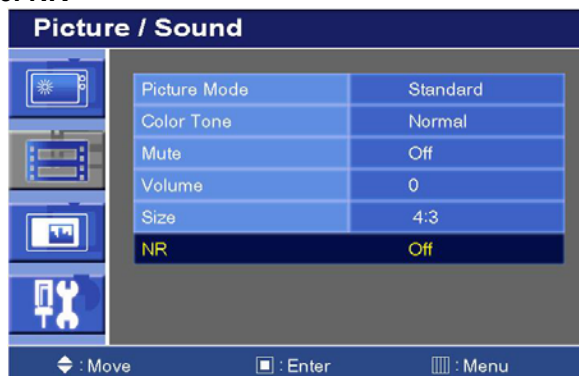 Picture / Sound
Picture Mode Standard
Color Tone Normal
Mute Off
Volume 0
Size 4:3
NR Off
: Move : Enter : Menu